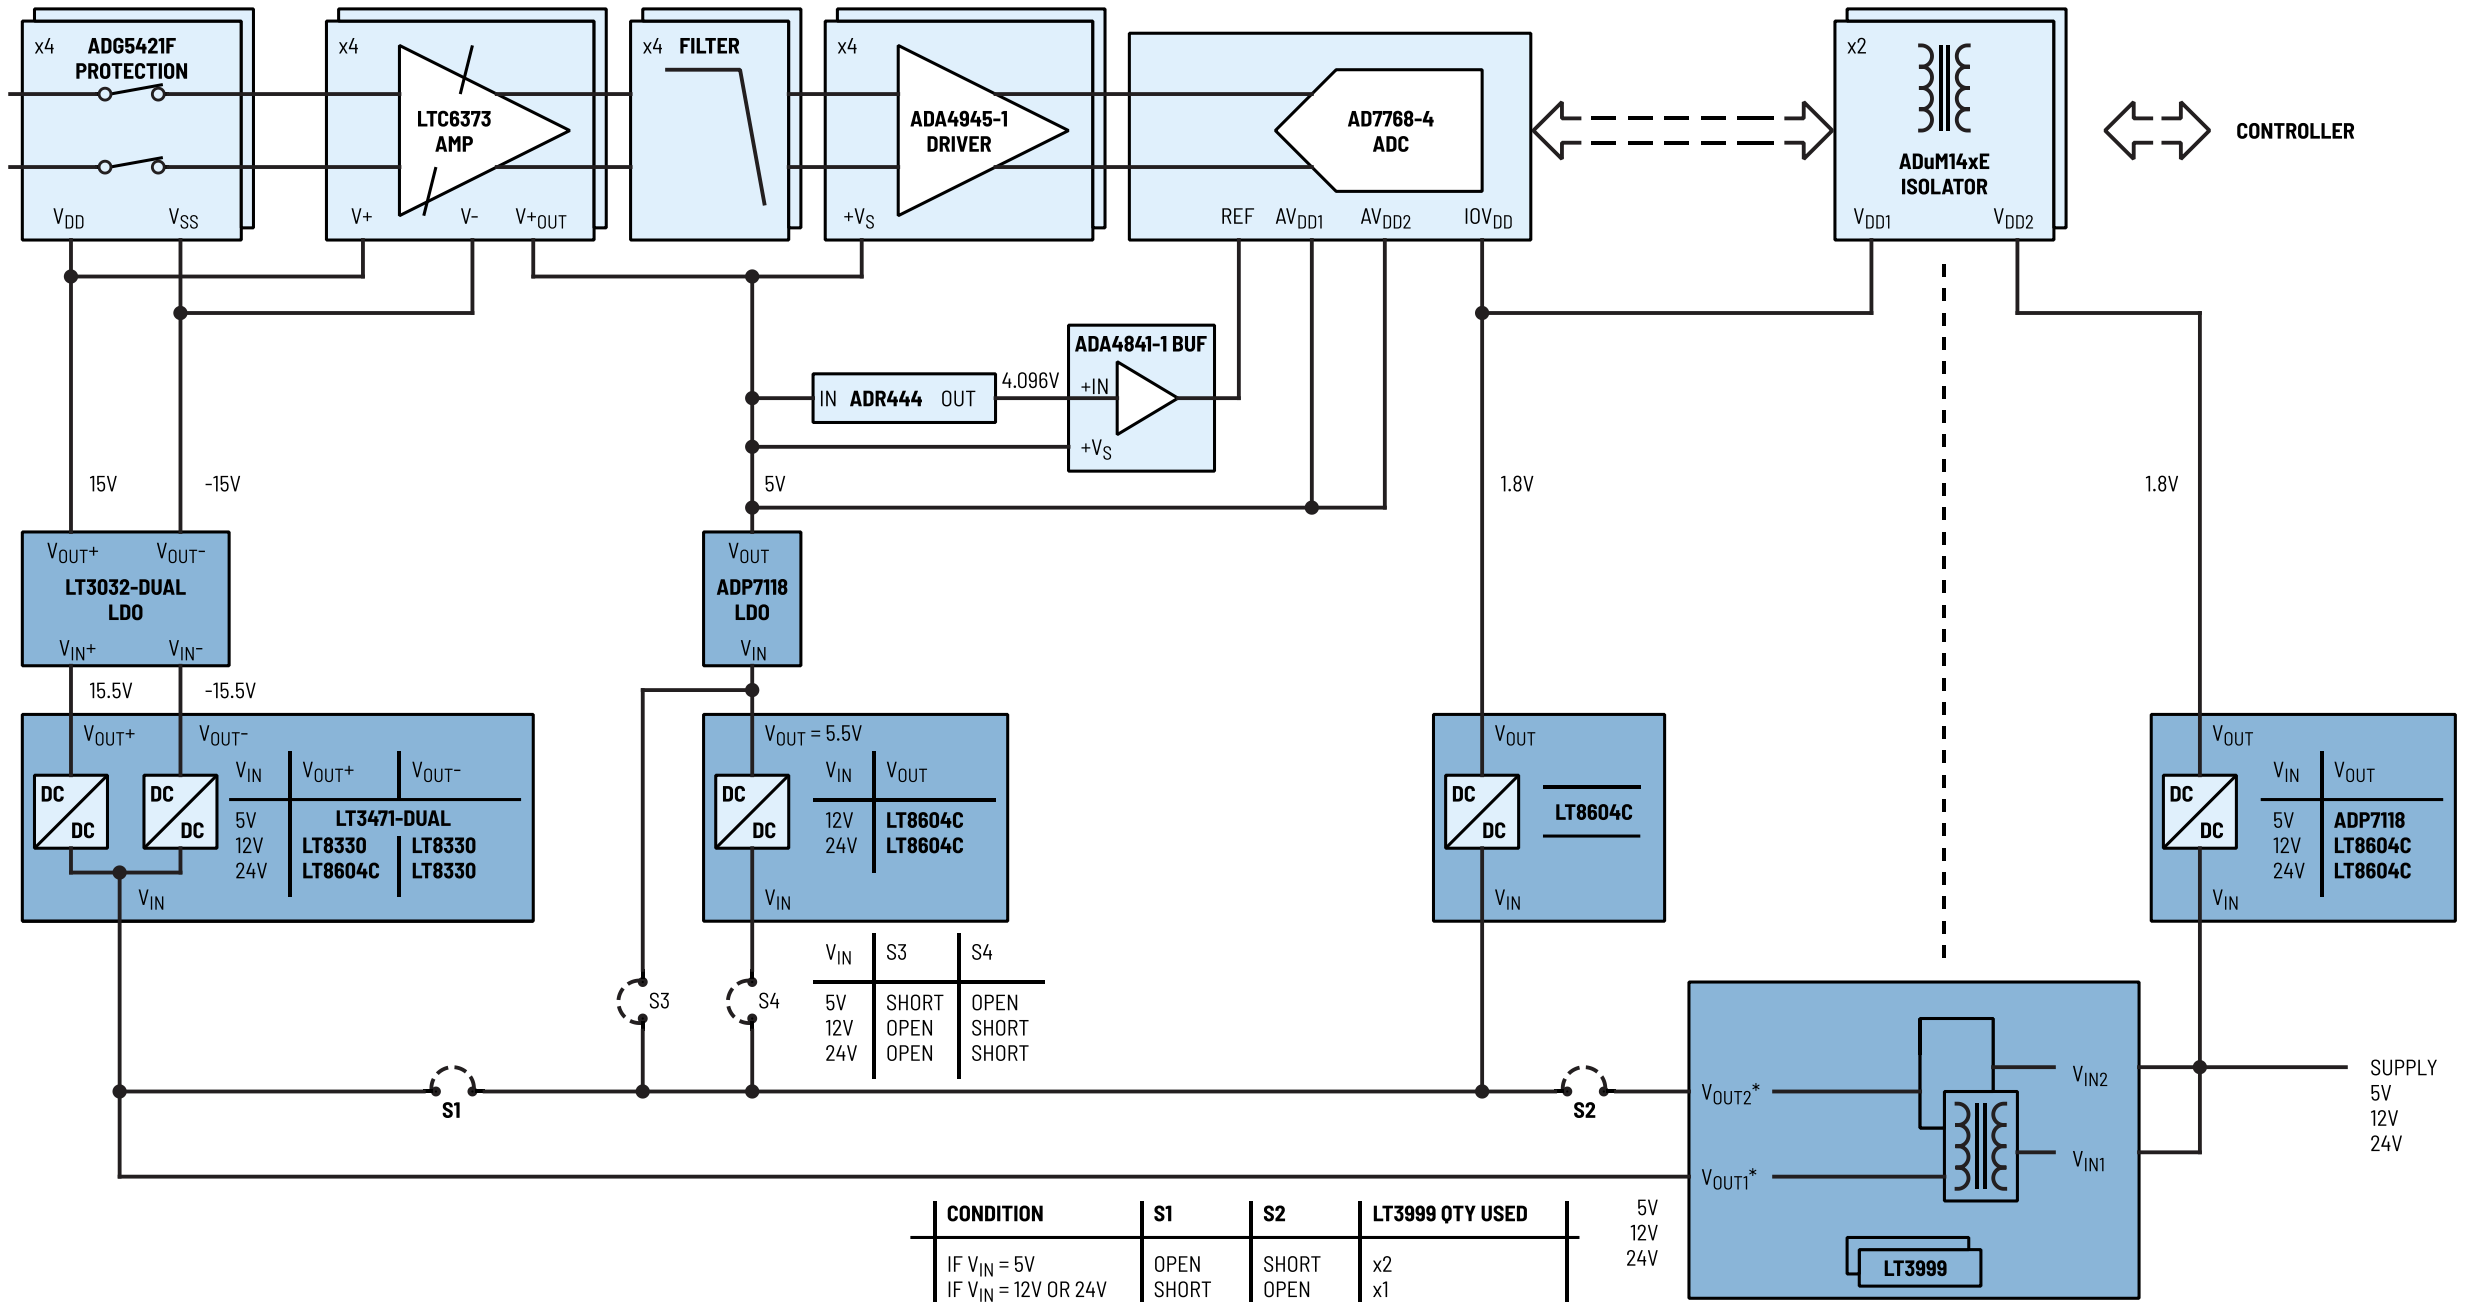 x4 ADG5421F
PROTECTION
VDD VSS
x4
LTC6373
AMP
V+ V- V+OUT
x4 FILTER
x4
ADA4945-1
DRIVER
+VS
AD7768-4
ADC
REF AVDD1 AVDD2 IOVDD
x2
ADuM14xE
ISOLATOR
VDD1 VDD2
CONTROLLER
ADA4841-1 BUF
+IN
+VS
4.096V
IN ADR444 OUT
15V -15V
5V
1.8V
1.8V
VOUT+ VOUT-
LT3032-DUAL
LDO
VIN+ VIN-
VOUT
ADP7118
LDO
VIN
15.5V -15.5V
VOUT+ VOUT-
DC
DC
DC
DC
VIN VOUT+ VOUT-
5V LT3471-DUAL
12V LT8330 LT8330
24V LT8604C LT8330
VIN
VOUT = 5.5V
DC
DC
VIN VOUT
12V LT8604C
24V LT8604C
VIN
VOUT
DC
DC
LT8604C
VIN
VOUT
DC
DC
VIN VOUT
5V ADP7118
12V LT8604C
24V LT8604C
VIN
S3
S4
VIN S3 S4
5V SHORT OPEN
12V OPEN SHORT
24V OPEN SHORT
S1
S2
VOUT2*
VOUT1*
VIN2
VIN1
LT3999
SUPPLY
5V
12V
24V
5V
12V
24V
CONDITION S1 S2 LT3999 QTY USED
IF VIN = 5V OPEN SHORT x2
IF VIN = 12V OR 24V SHORT OPEN x1